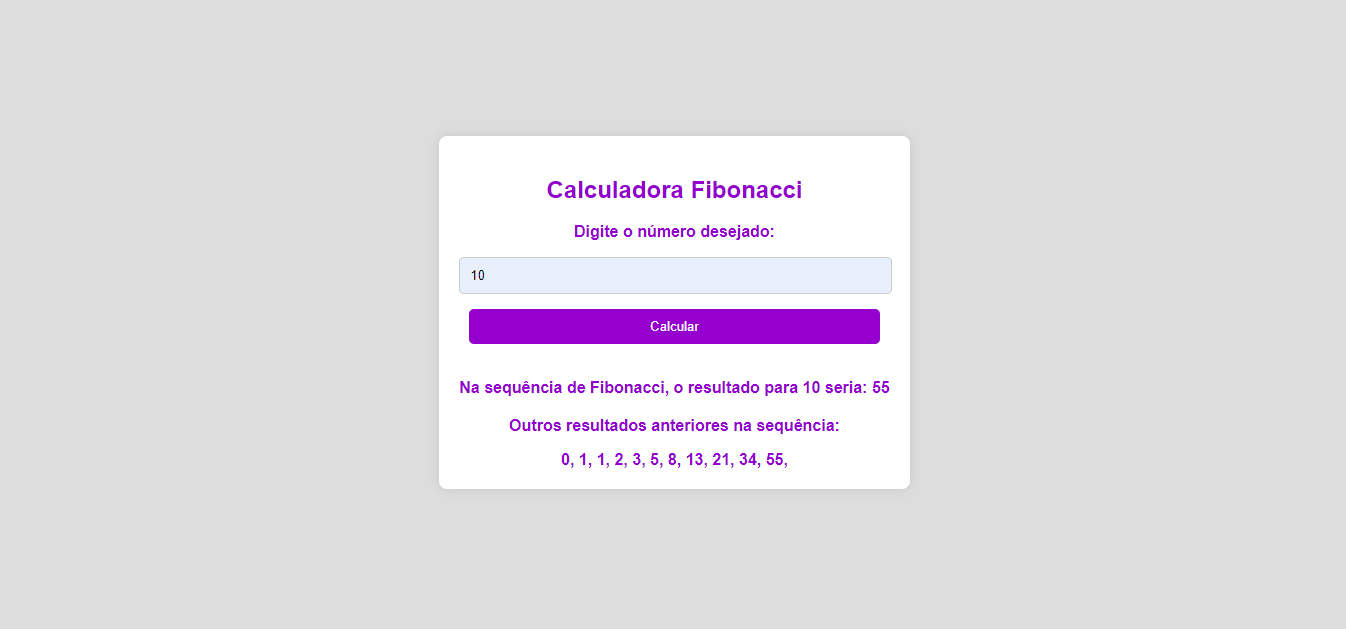 Calculadora Fibonacci
Digite o número desejado:
10
Calcular
Na sequência de Fibonacci, o resultado para 10 seria: 55
Outros resultados anteriores na sequência:
0, 1, 1, 2, 3, 5, 8, 13, 21, 34, 55,